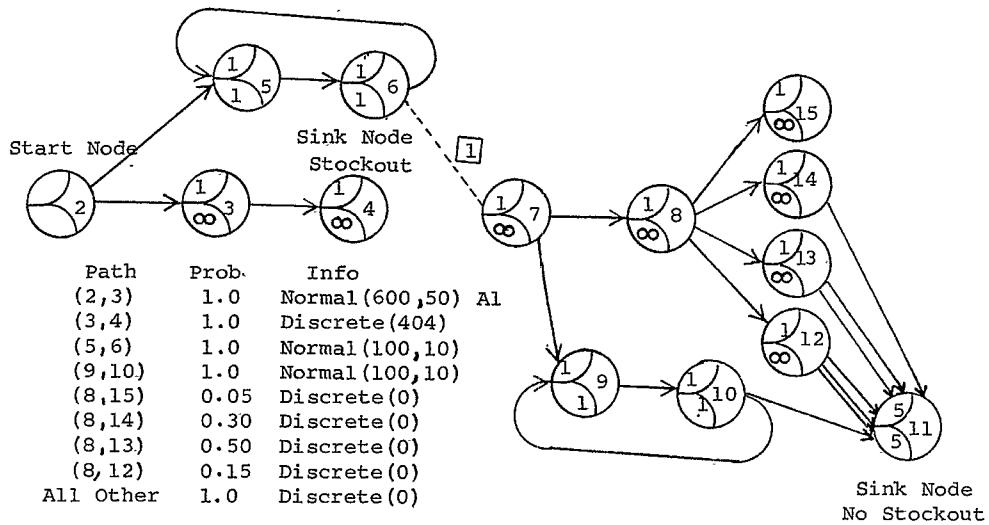 1
5
1
1
6
1
Start Node
Sink Node
Stockout
1
2
1
3
∞
1
4
∞
1
7
∞
1
8
∞
1
15
∞
1
14
∞
1
13
∞
1
12
∞
Path Prob. Info
(2,3) 1.0 Normal(600,50) A1
(3,4) 1.0 Discrete(404)
(5,6) 1.0 Normal(100,10)
(9,10) 1.0 Normal(100,10)
(8,15) 0.05 Discrete(0)
(8,14) 0.30 Discrete(0)
(8,13) 0.50 Discrete(0)
(8,12) 0.15 Discrete(0)
All Other 1.0 Discrete(0)
1
9
1
1
10
1
5
11
5
Sink Node
No Stockout